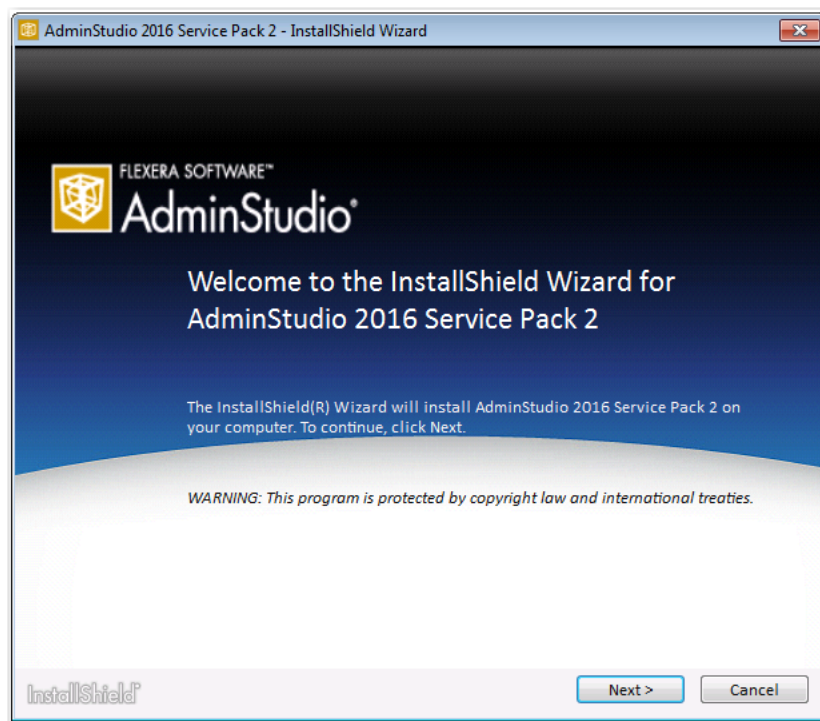 AdminStudio 2016 Service Pack 2 - InstallShield Wizard
FLEXERA SOFTWARE™
AdminStudio®
Welcome to the InstallShield Wizard for
AdminStudio 2016 Service Pack 2
The InstallShield(R) Wizard will install AdminStudio 2016 Service Pack 2 on
your computer. To continue, click Next.
WARNING: This program is protected by copyright law and international treaties.
InstallShield®
Next >
Cancel